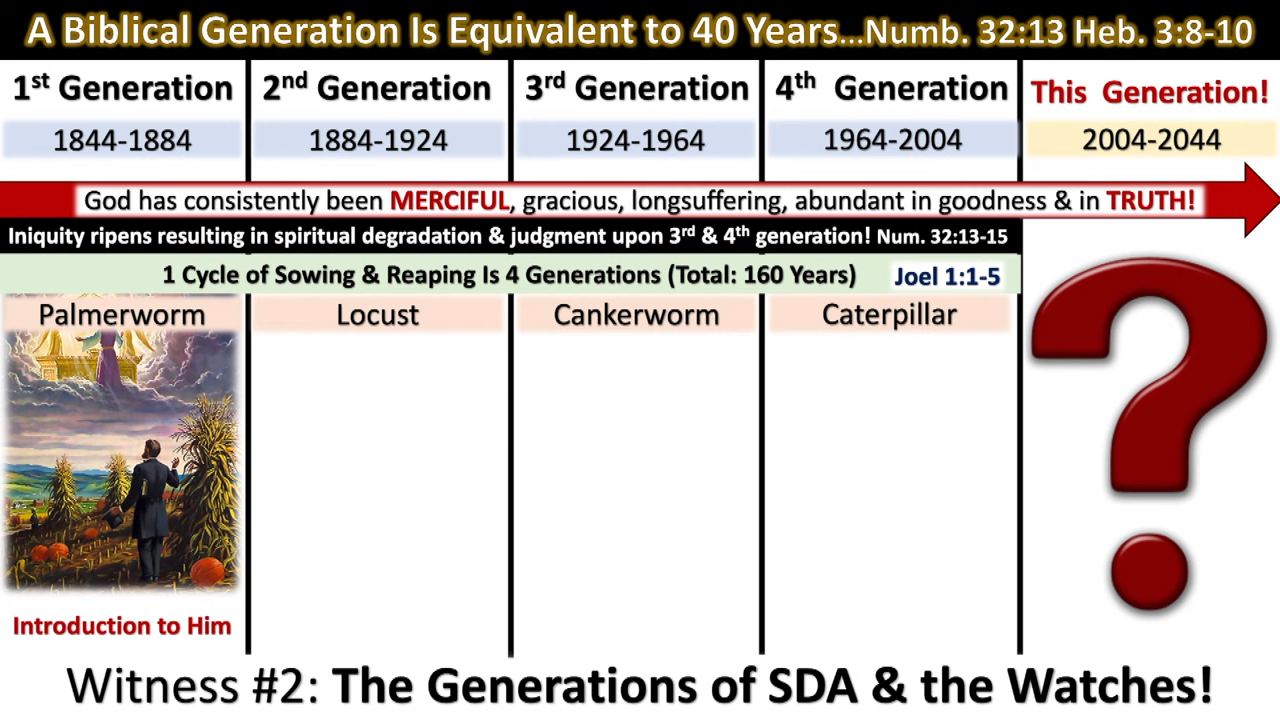 A Biblical Generation Is Equivalent to 40 Years...Numb. 32:13 Heb. 3:8-10
1st Generation
1844-1884
2nd Generation
1884-1924
3rd Generation
1924-1964
4th Generation
1964-2004
This Generation!
2004-2044
God has consistently been MERCIFUL, gracious, longsuffering, abundant in goodness & in TRUTH!
Iniquity ripens resulting in spiritual degradation & judgment upon 3rd & 4th generation! Num. 32:13-15
1 Cycle of Sowing & Reaping Is 4 Generations (Total: 160 Years) Joel 1:1-5
Palmerworm
Locust
Cankerworm
Caterpillar
?
Introduction to Him
Witness #2: The Generations of SDA & the Watches!